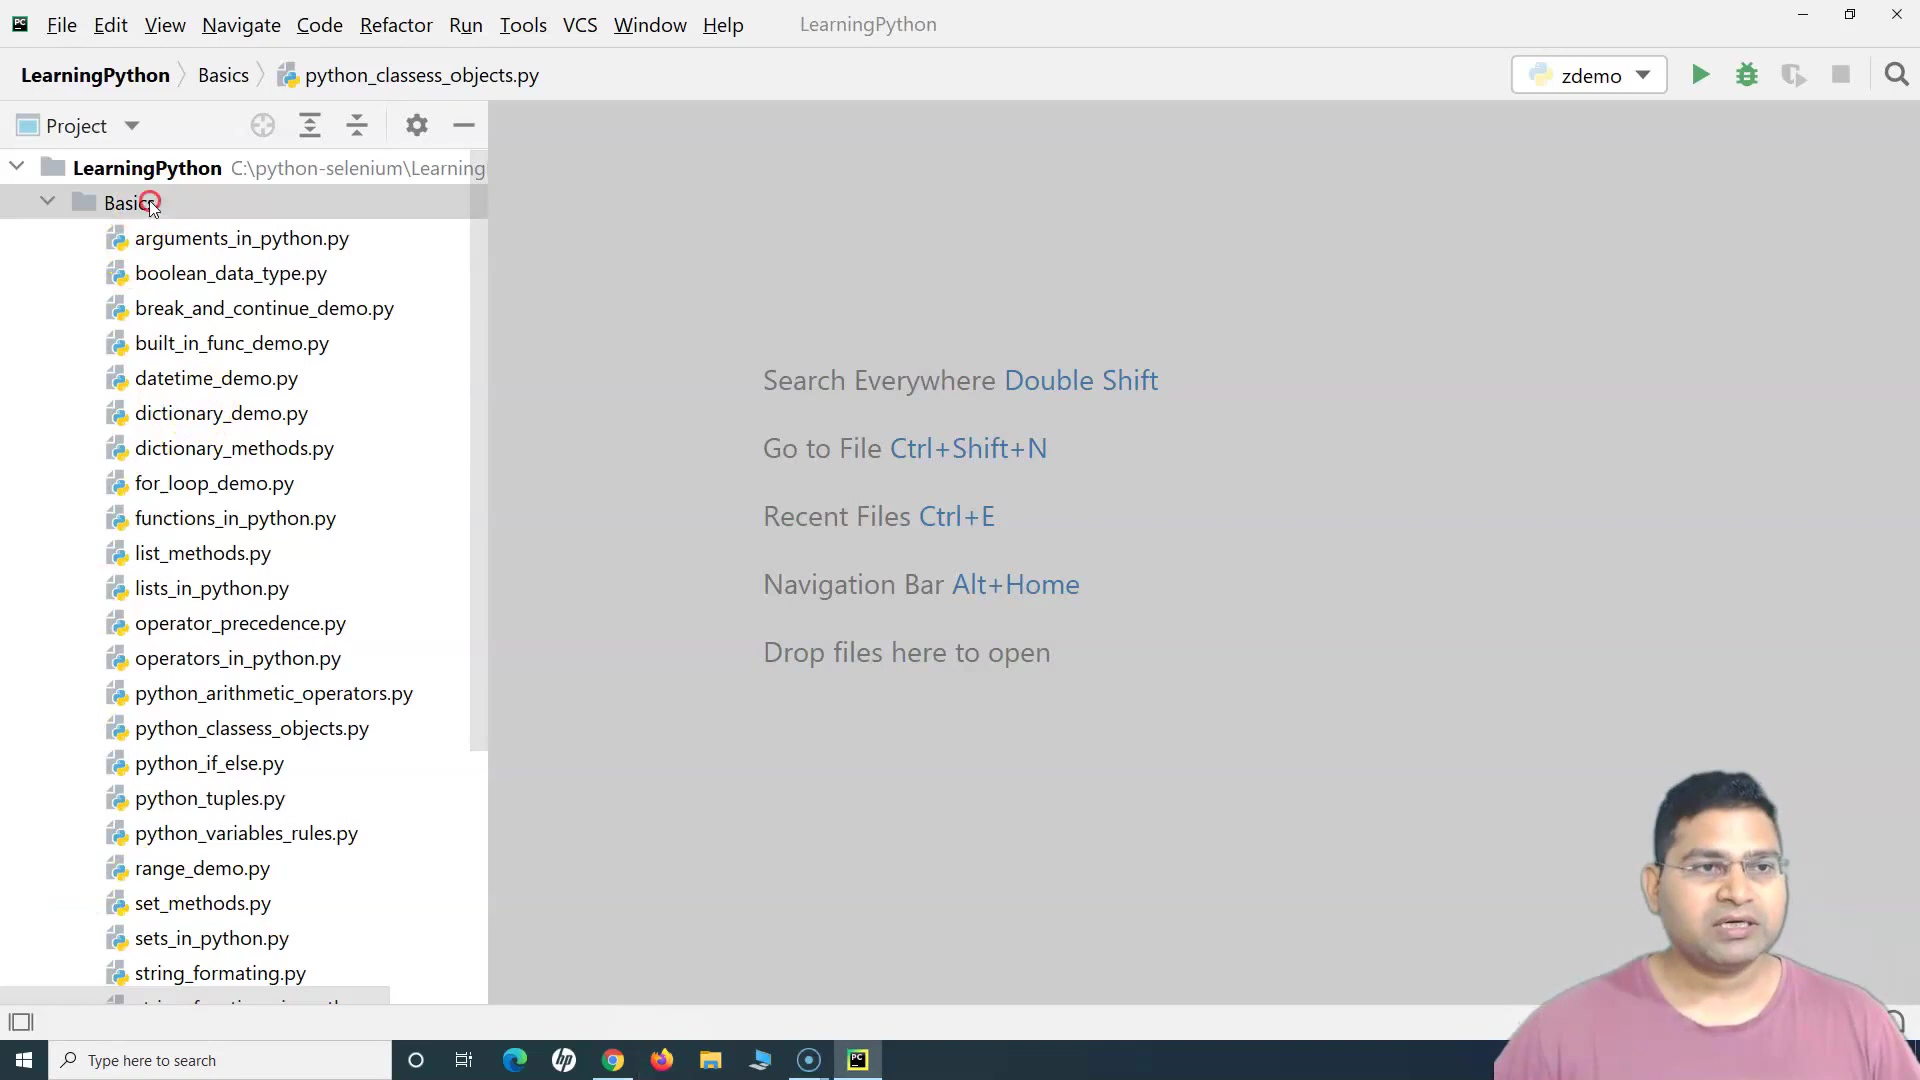 File Edit View Navigate Code Refactor Run Tools VCS Window Help LearningPython
LearningPython Basics python_classess_objects.py zdemo
Project
LearningPython C:\python-selenium\Learning
Basics
arguments_in_python.py
boolean_data_type.py
break_and_continue_demo.py
built_in_func_demo.py
datetime_demo.py
dictionary_demo.py
dictionary_methods.py
for_loop_demo.py
functions_in_python.py
list_methods.py
lists_in_python.py
operator_precedence.py
operators_in_python.py
python_arithmetic_operators.py
python_classess_objects.py
python_if_else.py
python_tuples.py
python_variables_rules.py
range_demo.py
set_methods.py
sets_in_python.py
string_formating.py
Search Everywhere Double Shift
Go to File Ctrl+Shift+N
Recent Files Ctrl+E
Navigation Bar Alt+Home
Drop files here to open
Type here to search